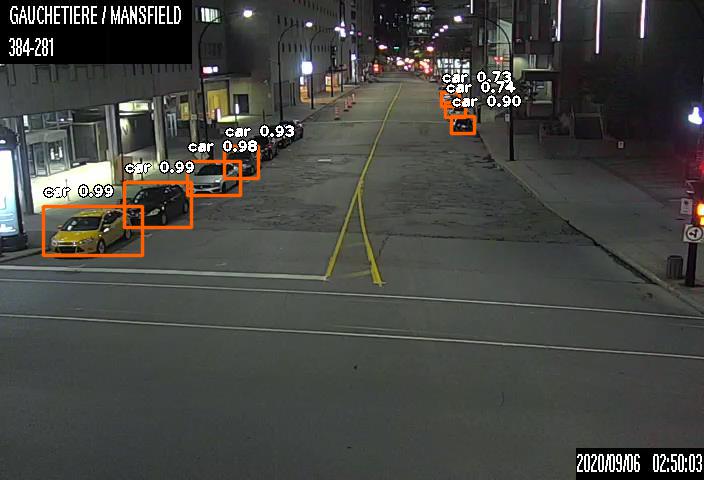 GAUCHETIERE / MANSFIELD
384-281
car 0.73
car 0.74
car 0.90
car 0.93
car 0.98
car 0.99
car 0.99
2020/09/06 02:50:03